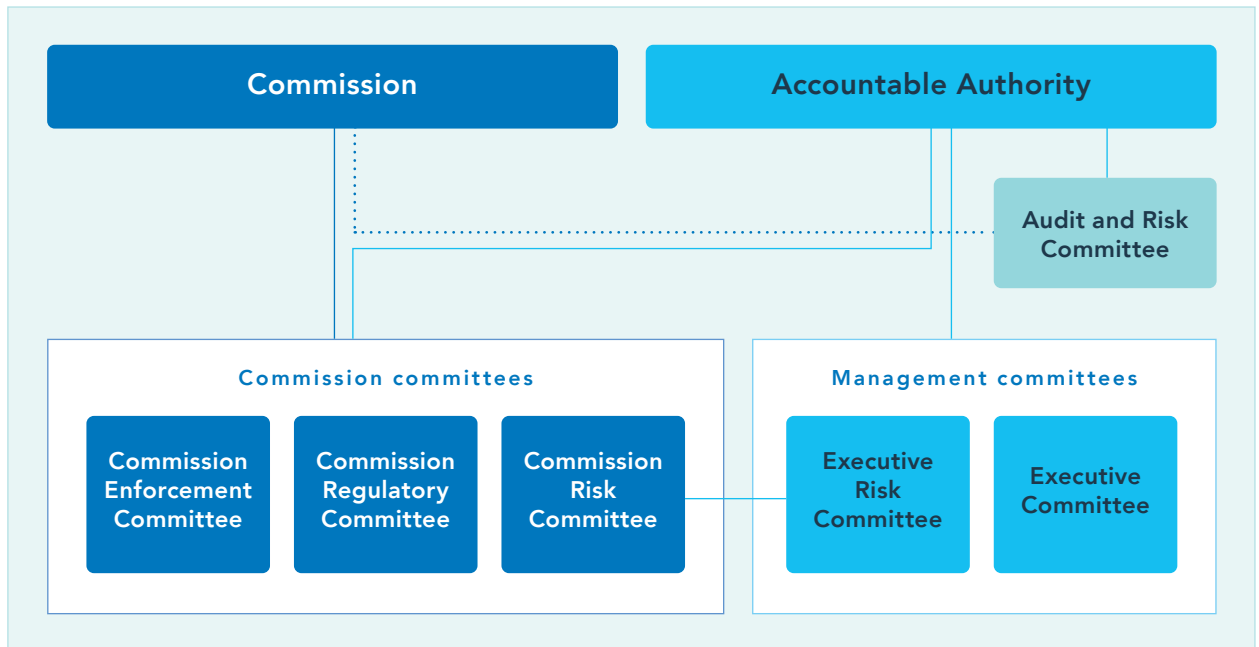 Commission
Accountable Authority
Audit and Risk
Committee
Commission committees
Commission
Enforcement
Committee
Commission
Regulatory
Committee
Commission
Risk
Committee
Management committees
Executive
Risk
Committee
Executive
Committee